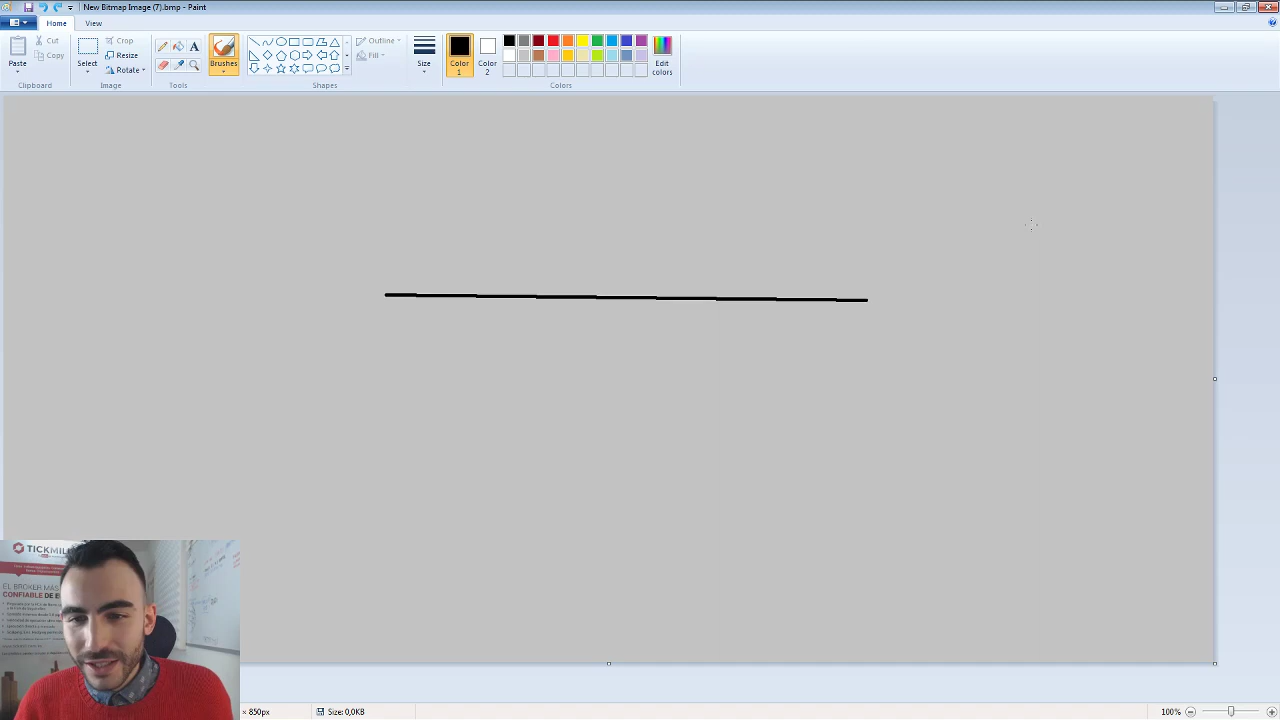 New Bitmap Image (7).bmp - Paint
Home
View
Paste
Cut
Copy
Clipboard
Select
Crop
Resize
Rotate
Image
A
Tools
Brushes
Shapes
Outline
Fill
Size
Color 1
Color 2
Edit colors
Colors
TICKMILL
EL BROKER MÁS
CONFIABLE DE E
× 850px
Size: 0,0KB
100%